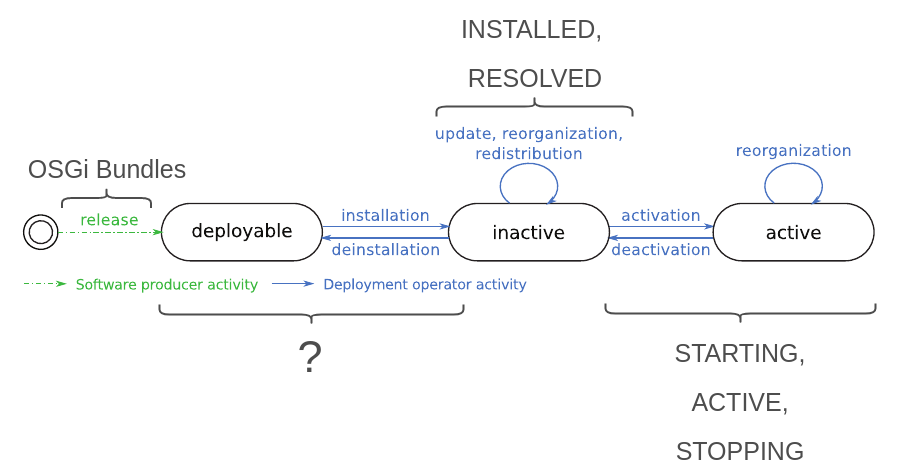 INSTALLED,
RESOLVED
update, reorganization,
redistribution
reorganization
OSGi Bundles
release
deployable
installation
deinstallation
inactive
activation
deactivation
active
Software producer activity
Deployment operator activity
?
STARTING,
ACTIVE,
STOPPING